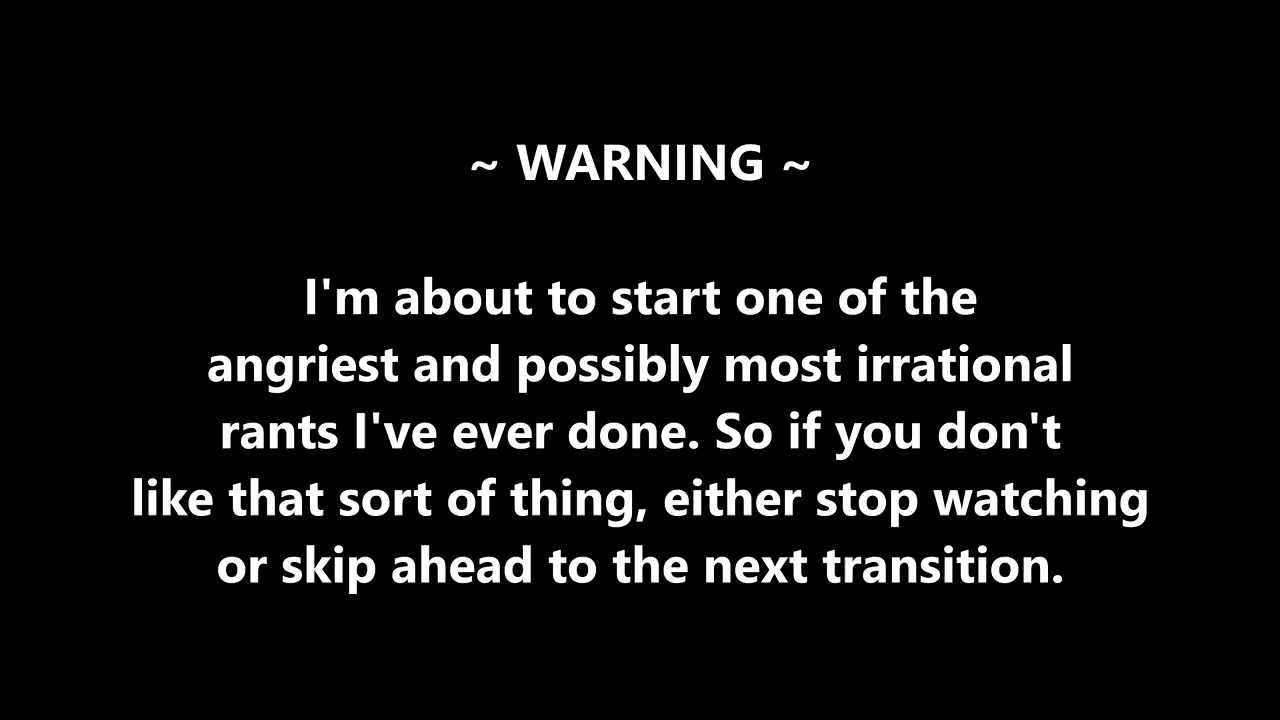 ~ WARNING ~
I'm about to start one of the
angriest and possibly most irrational
rants I've ever done. So if you don't
like that sort of thing, either stop watching
or skip ahead to the next transition.